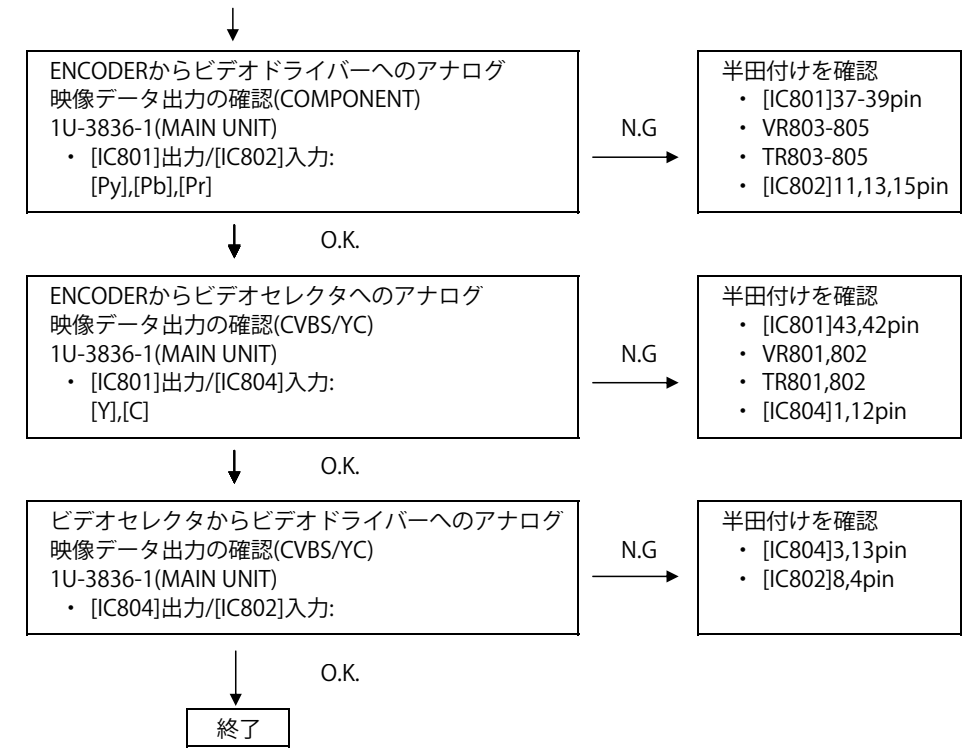 ENCODERからビデオドライバーへのアナログ
映像データ出力の確認(COMPONENT)
1U-3836-1(MAIN UNIT)
・ [IC801]出力/[IC802]入力:
[Py],[Pb],[Pr]
N.G
半田付けを確認
・ [IC801]37-39pin
・ VR803-805
・ TR803-805
・ [IC802]11,13,15pin
O.K.
ENCODERからビデオセレクタへのアナログ
映像データ出力の確認(CVBS/YC)
1U-3836-1(MAIN UNIT)
・ [IC801]出力/[IC804]入力:
[Y],[C]
N.G
半田付けを確認
・ [IC801]43,42pin
・ VR801,802
・ TR801,802
・ [IC804]1,12pin
O.K.
ビデオセレクタからビデオドライバーへのアナログ
映像データ出力の確認(CVBS/YC)
1U-3836-1(MAIN UNIT)
・ [IC804]出力/[IC802]入力:
N.G
半田付けを確認
・ [IC804]3,13pin
・ [IC802]8,4pin
O.K.
終了